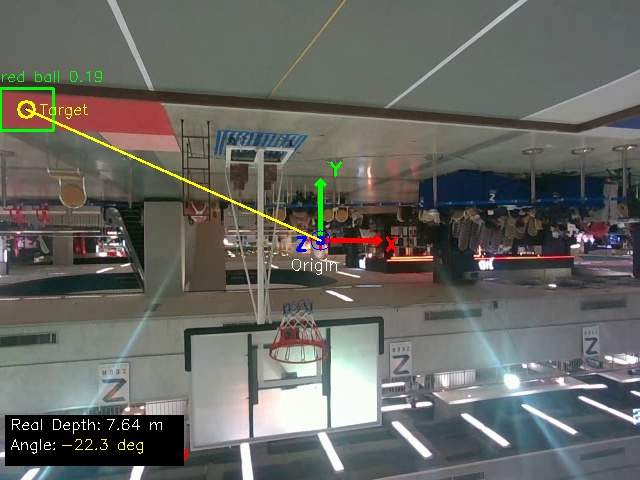 red ball 0.19
Target
Y
Z
X
Origin
Z
Z
Z
Real Depth: 7.64 m
Angle: −22.3 deg